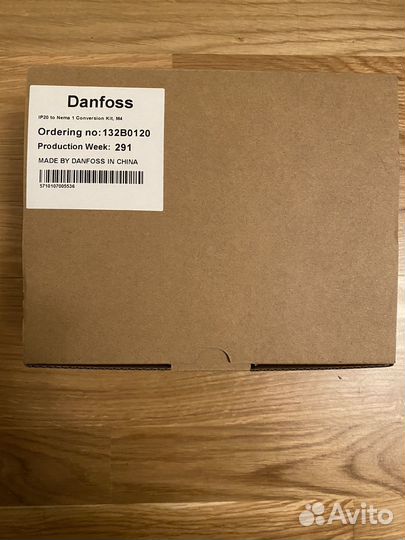 Danfoss
IP20 to Nema 1 Conversion Kit, M4
Ordering no: 132B0120
Production Week: 291
MADE BY DANFOSS IN CHINA
5710107005536
Avito